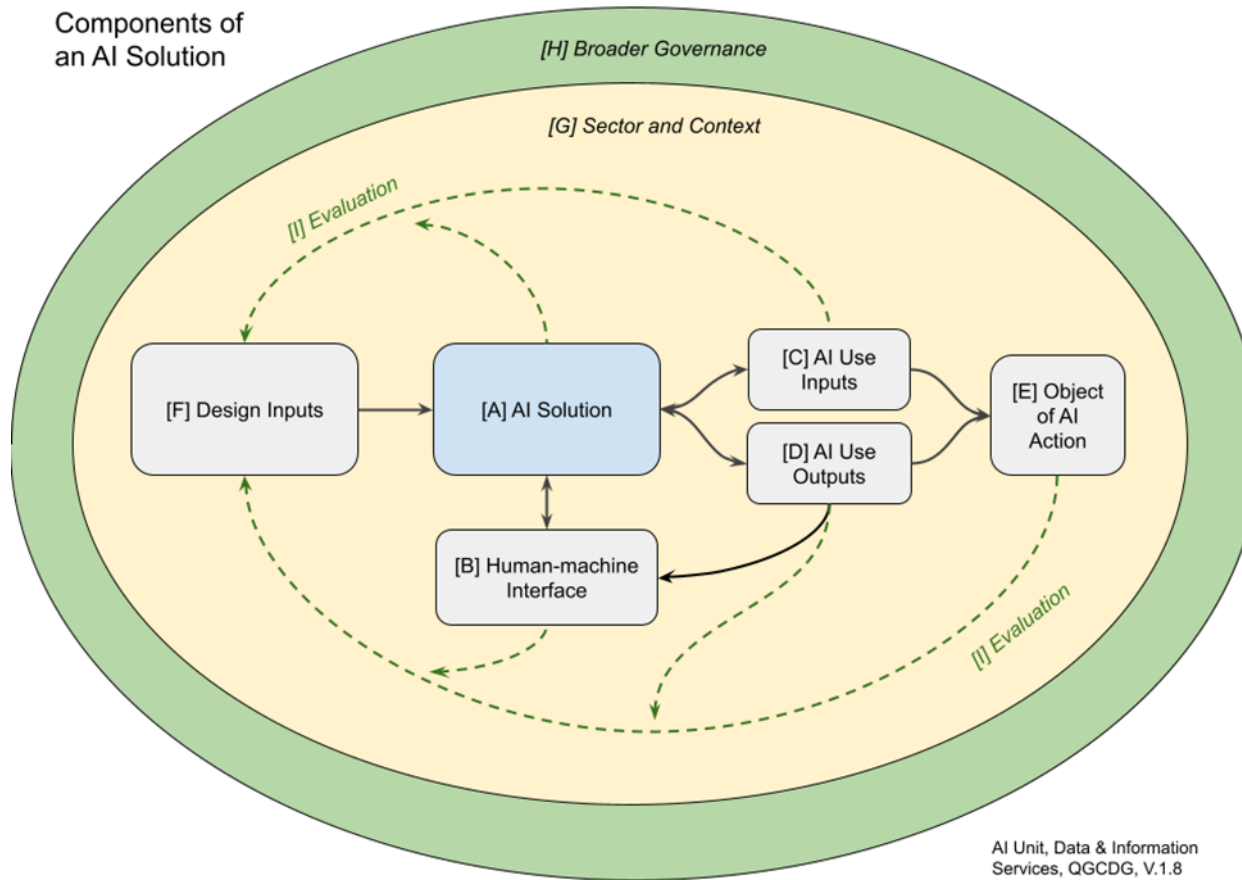 Components of
an AI Solution
[H] Broader Governance
[G] Sector and Context
[I] Evaluation
[F] Design Inputs
[A] AI Solution
[C] AI Use
Inputs
[D] AI Use
Outputs
[E] Object
of AI
Action
[B] Human-machine
Interface
[I] Evaluation
AI Unit, Data & Information
Services, QGCDG, V.1.8